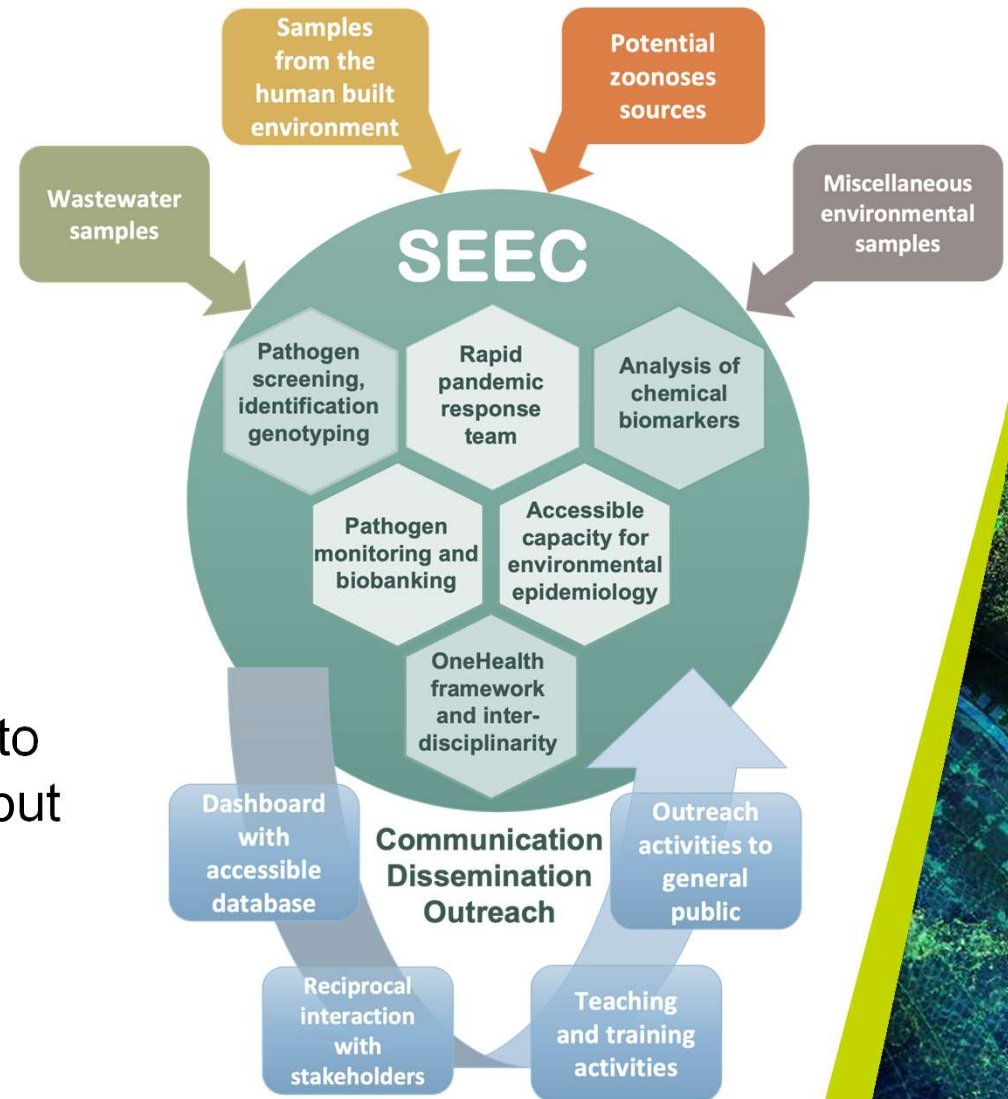 Samples
from the
human built
environment
Potential
zoonoses
sources
Wastewater
samples
Miscellaneous
environmental
samples
SEEC
Pathogen
screening,
identification
genotyping
Rapid
pandemic
response
team
Analysis of
chemical
biomarkers
Pathogen
monitoring and
biobanking
Accessible
capacity for
environmental
epidemiology
OneHealth
framework
and inter-
disciplinarity
to
Dashboard
with
accessible
database
Communication
Dissemination
Outreach
Outreach
activities to
general
public
Reciprocal
interaction
with
stakeholders
Teaching
and training
activities